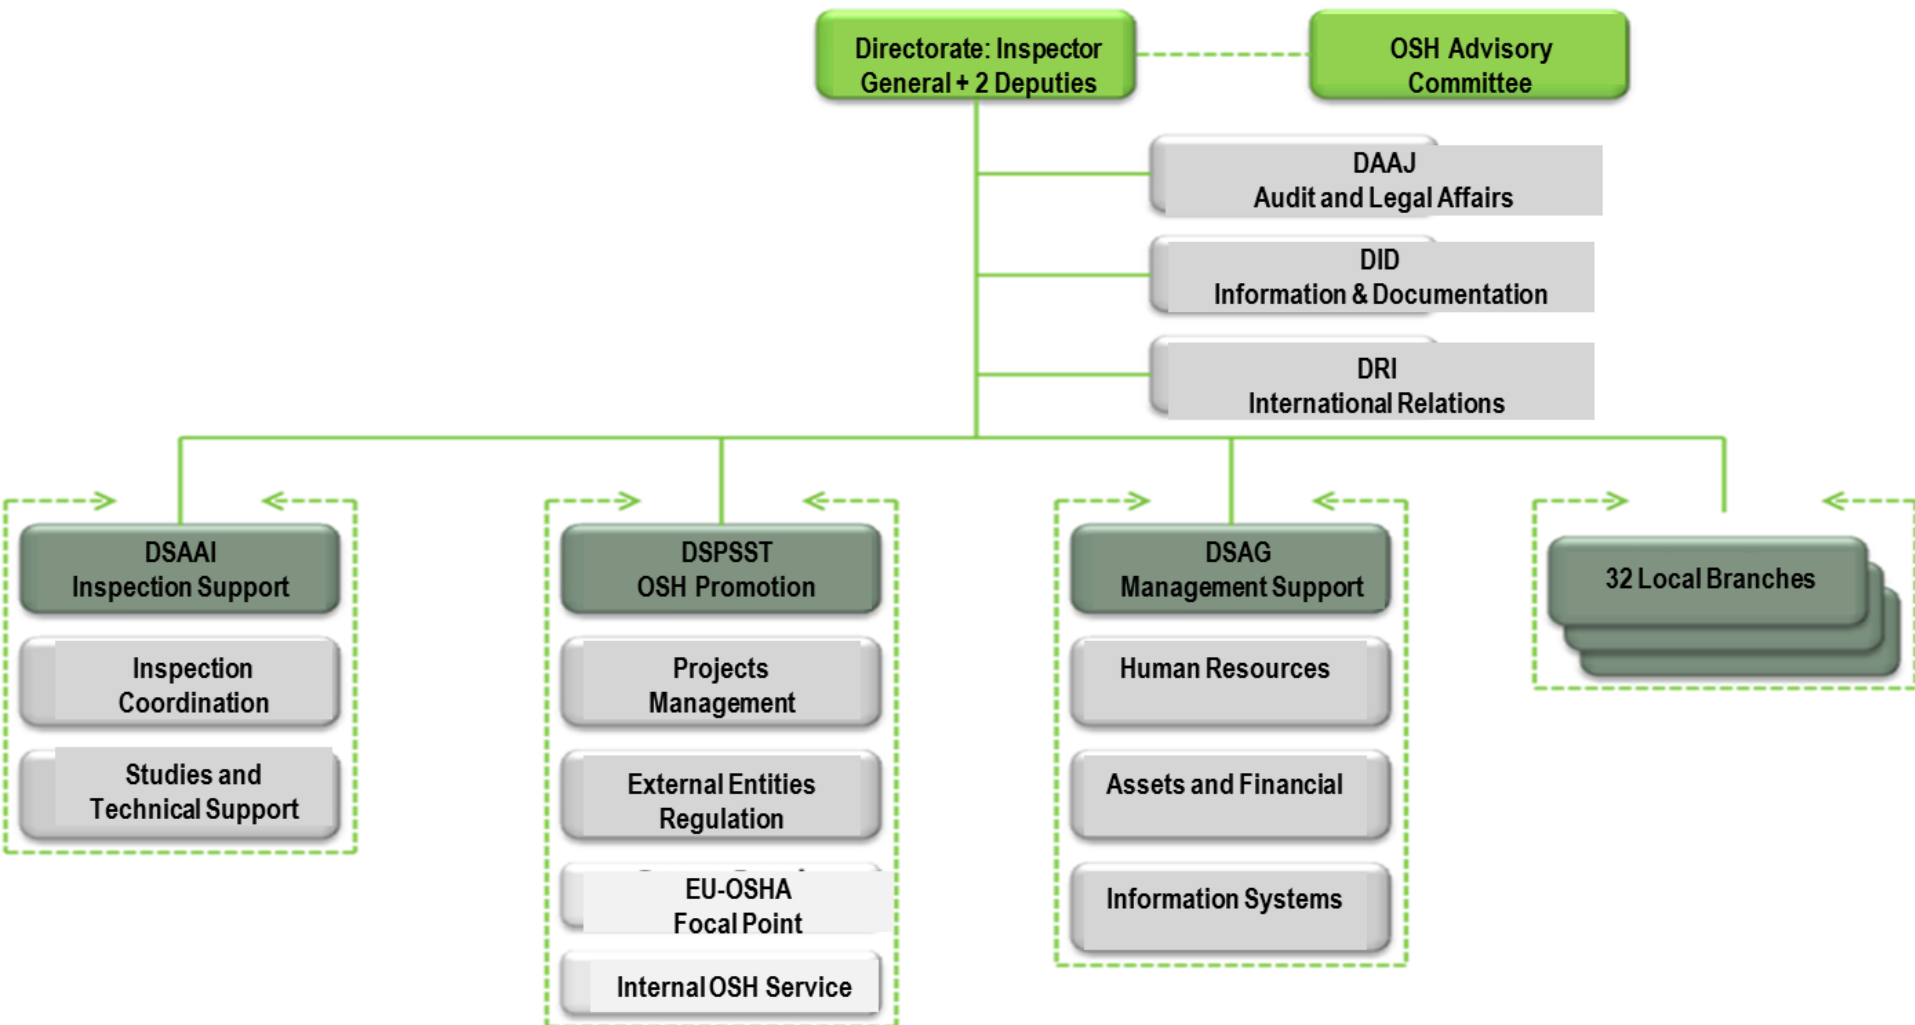 Directorate: Inspector
General + 2 Deputies
OSH Advisory
Committee
DAAJ
Audit and Legal Affairs
DID
Information & Documentation
DRI
International Relations
DSAAI
Inspection Support
Inspection
Coordination
Studies and
Technical Support
DSPSST
OSH Promotion
Projects
Management
External Entities
Regulation
EU-OSHA
Focal Point
Internal OSH Service
DSAG
Management Support
Human Resources
Assets and Financial
Information Systems
32 Local Branches